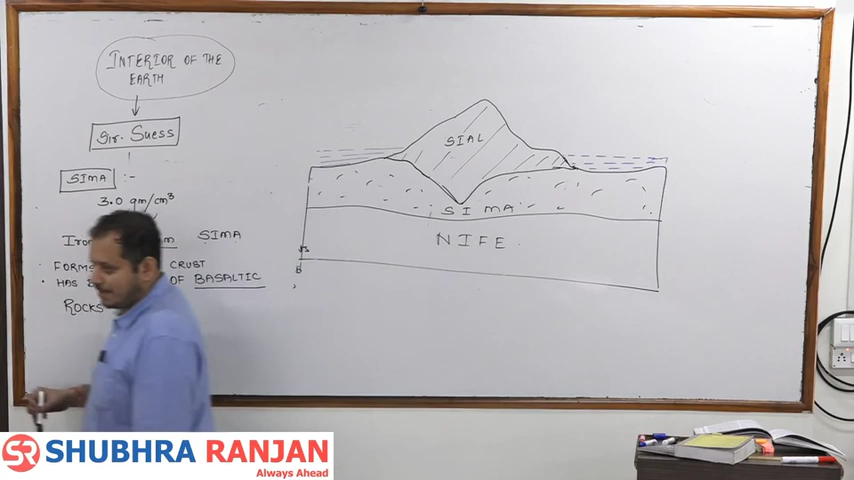 INTERIOR OF THE
EARTH
Sir. Suess
SIMA :-
3.0 gm/cm³
SIMA
FORMS CRUST
OF BASALTIC
ROCKS
SIAL
SIMA
NIFE
SR SHUBHRA RANJAN
Always Ahead